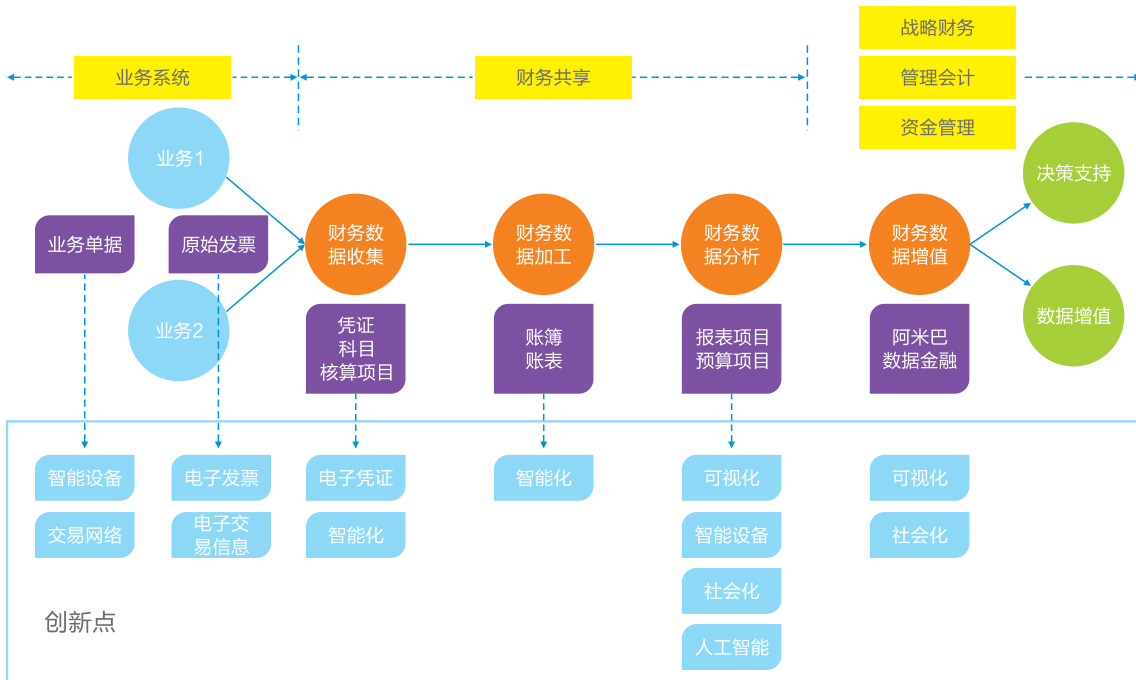 战略财务
业务系统
财务共享
管理会计
资金管理
业务1
决策支持
业务单据
原始发票
财务数
据收集
财务数
据加工
财务数
据分析
财务数
据增值
业务2
数据增值
凭证
科目
核算项目
账簿
账表
报表项目
预算项目
阿米巴
数据金融
智能设备
电子发票
电子凭证
智能化
可视化
可视化
交易网络
电子交
易信息
智能化
智能设备
社会化
社会化
创新点
人工智能